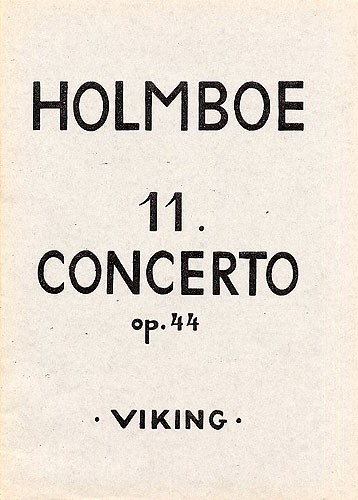 HOLMBOE
11.
CONCERTO
op.44
· VIKING ·